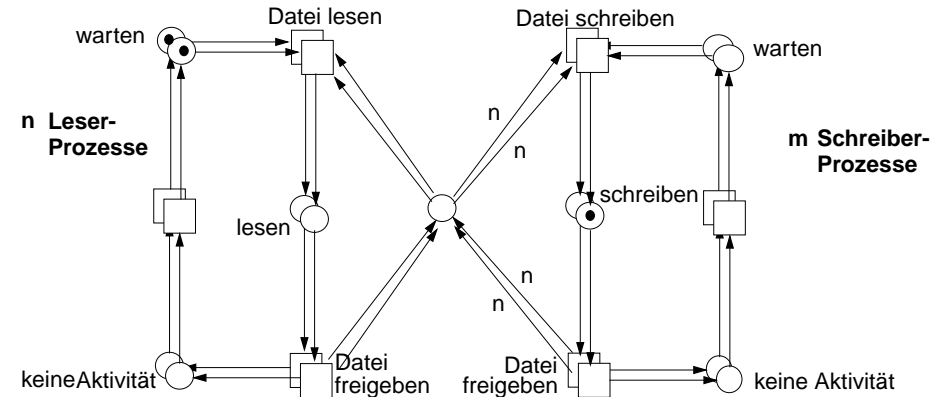 Datei lesen
Datei schreiben
warten
warten
n Leser-
Prozesse
n
n
m Schreiber-
Prozesse
lesen
schreiben
n
n
keineAktivität
Datei
freigeben
Datei
freigeben
keine Aktivität